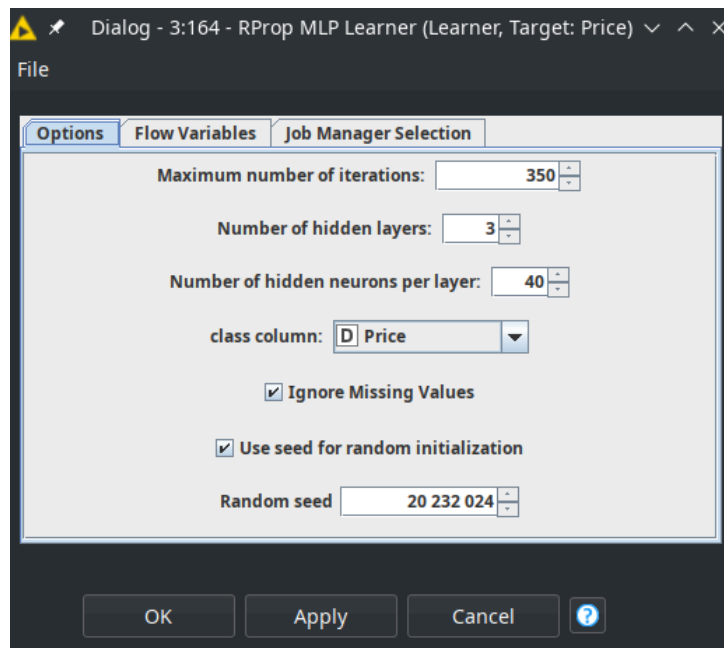 Dialog - 3:164 - RProp MLP Learner (Learner, Target: Price)
File
Options Flow Variables Job Manager Selection
Maximum number of iterations: 350
Number of hidden layers: 3
Number of hidden neurons per layer: 40
class column: D Price
Ignore Missing Values
Use seed for random initialization
Random seed 20 232 024
OK Apply Cancel ?